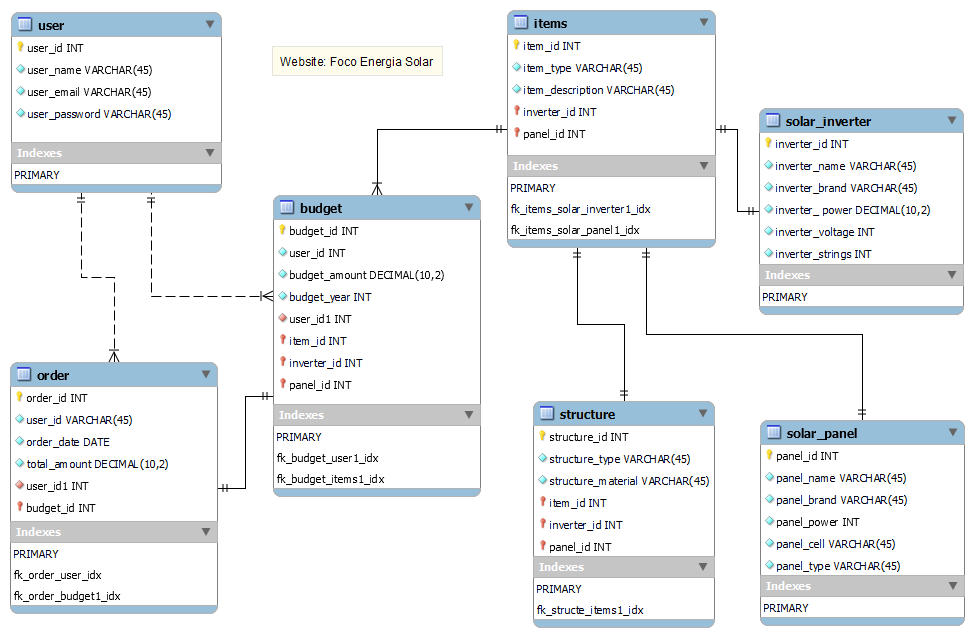 user
user_id INT
user_name VARCHAR(45)
user_email VARCHAR(45)
user_password VARCHAR(45)
Indexes
PRIMARY
Website: Foco Energia Solar
items
item_id INT
item_type VARCHAR(45)
item_description VARCHAR(45)
inverter_id INT
panel_id INT
Indexes
PRIMARY
fk_items_solar_inverter1_idx
fk_items_solar_panel1_idx
solar_inverter
inverter_id INT
inverter_name VARCHAR(45)
inverter_brand VARCHAR(45)
inverter_ power DECIMAL(10,2)
inverter_voltage INT
inverter_strings INT
Indexes
PRIMARY
budget
budget_id INT
user_id INT
budget_amount DECIMAL(10,2)
budget_year INT
user_id1 INT
item_id INT
inverter_id INT
panel_id INT
Indexes
PRIMARY
fk_budget_user1_idx
fk_budget_items1_idx
order
order_id INT
user_id VARCHAR(45)
order_date DATE
total_amount DECIMAL(10,2)
user_id1 INT
budget_id INT
Indexes
PRIMARY
fk_order_user_idx
fk_order_budget1_idx
structure
structure_id INT
structure_type VARCHAR(45)
structure_material VARCHAR(45)
item_id INT
inverter_id INT
panel_id INT
Indexes
PRIMARY
fk_structe_items1_idx
solar_panel
panel_id INT
panel_name VARCHAR(45)
panel_brand VARCHAR(45)
panel_power INT
panel_cell VARCHAR(45)
panel_type VARCHAR(45)
Indexes
PRIMARY